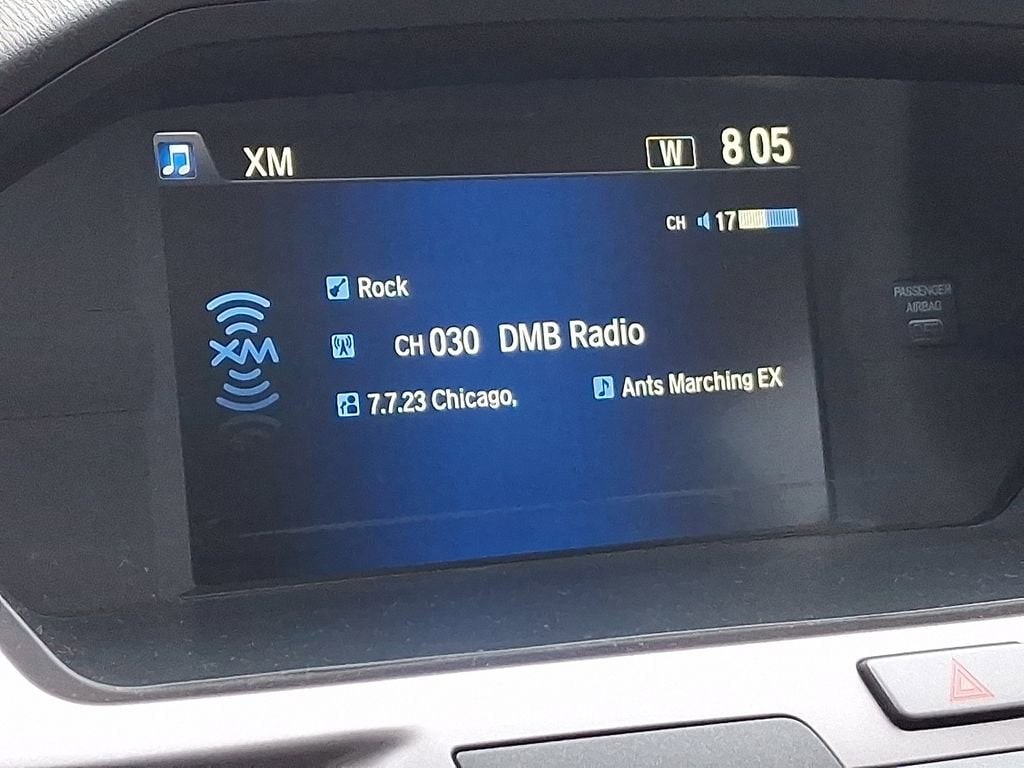 XM W 8:05
CH 17
Rock
XM
CH 030 DMB Radio
7.7.23 Chicago, Ants Marching EX
PASSENGER
AIRBAG